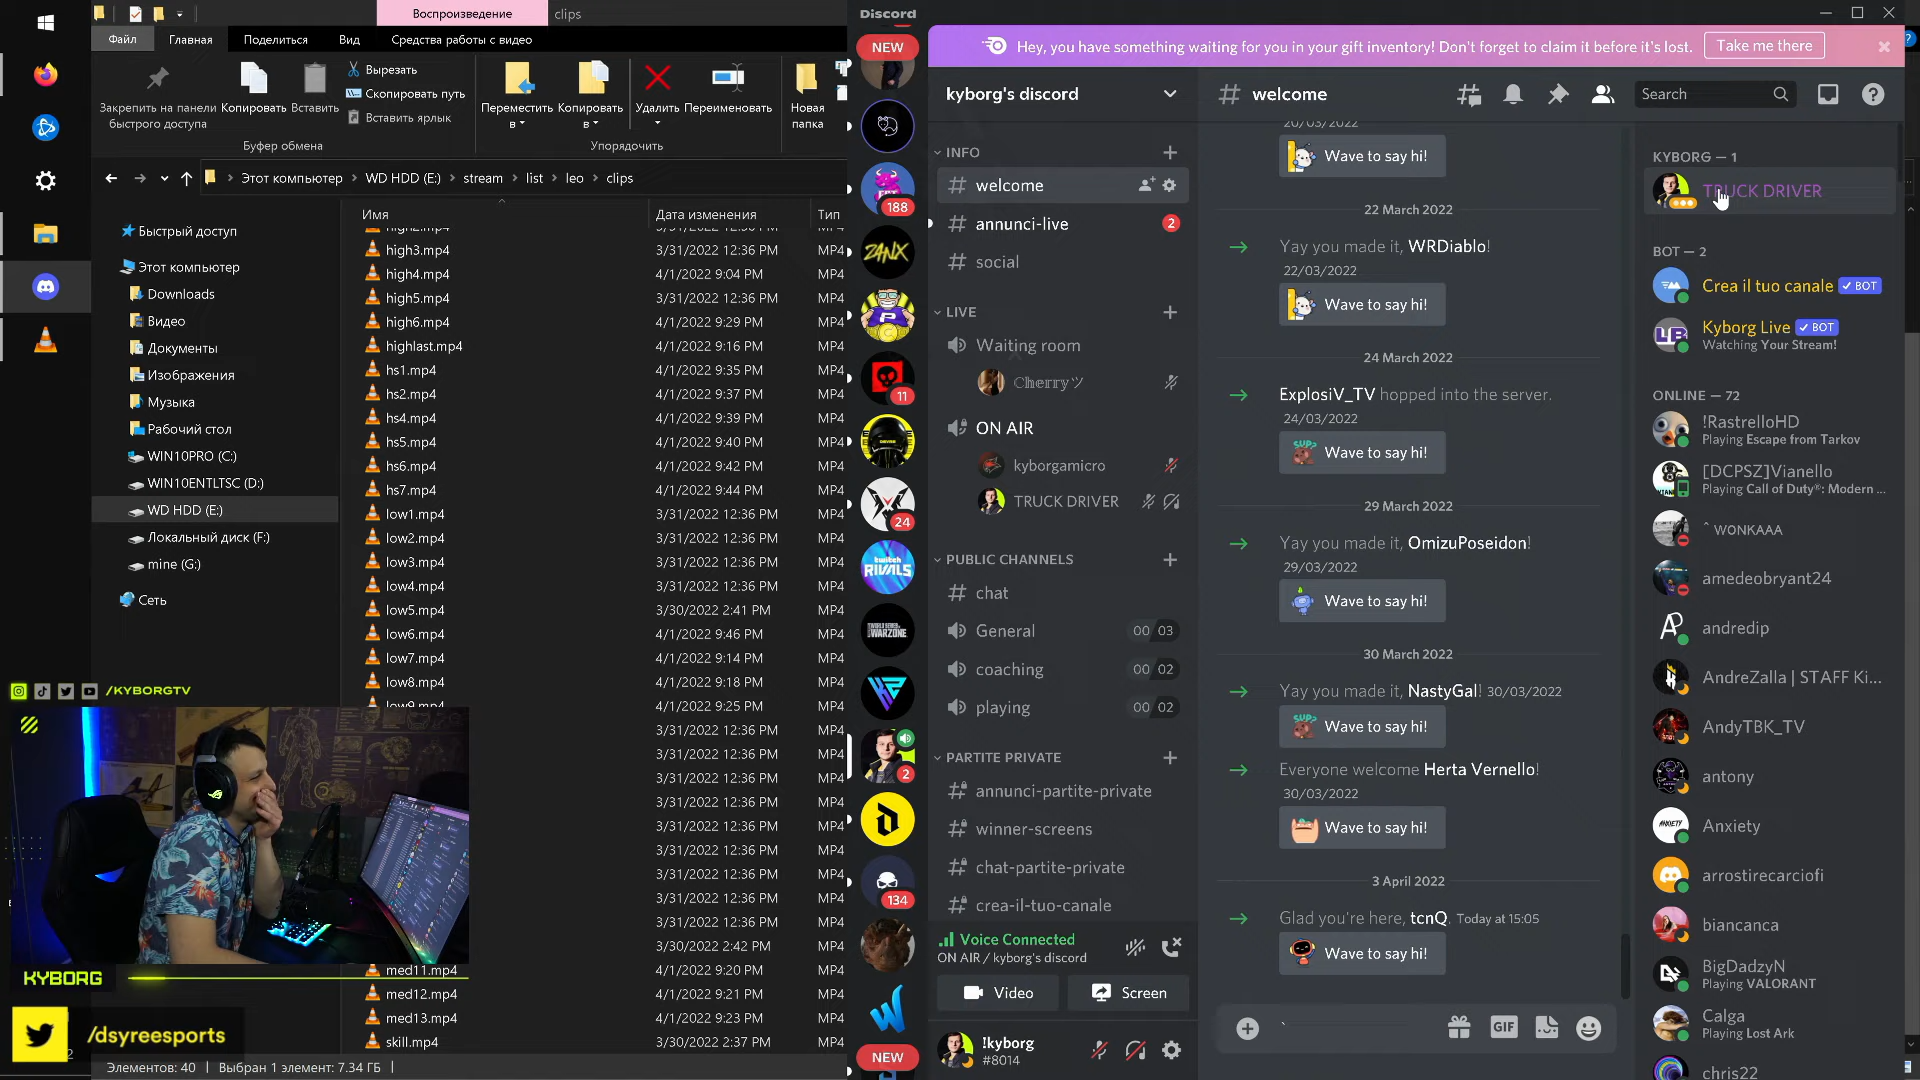 Воспроизведение
clips
Файл
Главная
Поделиться
Вид
Средства работы с видео
Закрепить на панели
быстрого доступа
Копировать
Вставить
Вырезать
Скопировать путь
Вставить ярлык
Переместить
в
Копировать
в
Удалить
Переименовать
Новая
папка
Буфер обмена
Упорядочить
Этот компьютер
WD HDD (E:)
stream
list
leo
clips
Имя
Дата изменения
Тип
Быстрый доступ
Этот компьютер
Downloads
Видео
Документы
Изображения
Музыка
Рабочий стол
WIN10PRO (C:)
WIN10ENTLTSC (D:)
WD HDD (E:)
Локальный диск (F:)
mine (G:)
Сеть
high3.mp4 3/31/2022 12:36 PM MP4
high4.mp4 4/1/2022 9:04 PM MP4
high5.mp4 3/31/2022 12:36 PM MP4
high6.mp4 4/1/2022 9:29 PM MP4
highlast.mp4 4/1/2022 9:16 PM MP4
hs1.mp4 4/1/2022 9:35 PM MP4
hs2.mp4 4/1/2022 9:37 PM MP4
hs4.mp4 4/1/2022 9:39 PM MP4
hs5.mp4 4/1/2022 9:40 PM MP4
hs6.mp4 4/1/2022 9:42 PM MP4
hs7.mp4 4/1/2022 9:44 PM MP4
low1.mp4 3/31/2022 12:36 PM MP4
low2.mp4 3/31/2022 12:36 PM MP4
low3.mp4 3/31/2022 12:36 PM MP4
low4.mp4 3/31/2022 12:36 PM MP4
low5.mp4 3/30/2022 2:41 PM MP4
low6.mp4 4/1/2022 9:46 PM MP4
low7.mp4 4/1/2022 9:14 PM MP4
low8.mp4 4/1/2022 9:18 PM MP4
low9.mp4 4/1/2022 9:25 PM MP4
3/31/2022 12:36 PM MP4
3/31/2022 12:36 PM MP4
3/31/2022 12:36 PM MP4
3/31/2022 12:36 PM MP4
3/31/2022 12:36 PM MP4
3/31/2022 12:36 PM MP4
3/31/2022 12:36 PM MP4
3/31/2022 12:36 PM MP4
3/31/2022 12:36 PM MP4
3/30/2022 2:42 PM MP4
med11.mp4 4/1/2022 9:20 PM MP4
med12.mp4 4/1/2022 9:21 PM MP4
med13.mp4 4/1/2022 9:23 PM MP4
skill.mp4 3/30/2022 2:37 PM MP4
Элементов: 40
Выбран 1 элемент: 7.34 ГБ
/KYBORGTV
KYBORG
/dsyreesports
Discord
NEW
188
ZANX
11
24
twitch
RIVALS
WORLD SERIES
OF
WARZONE
2
134
NEW
Hey, you have something waiting for you in your gift inventory! Don't forget to claim it before it's lost.
Take me there
kyborg's discord
INFO
welcome
annunci-live 2
social
LIVE
Waiting room
Cherryツ
ON AIR
kyborgamicro
TRUCK DRIVER
PUBLIC CHANNELS
chat
General 00 03
coaching 00 02
playing 00 02
PARTITE PRIVATE
annunci-partite-private
winner-screens
chat-partite-private
crea-il-tuo-canale
Voice Connected
ON AIR / kyborg's discord
Video
Screen
!kyborg
#8014
# welcome
Search
20/03/2022
Wave to say hi!
22 March 2022
Yay you made it, WRDiablo!
22/03/2022
Wave to say hi!
24 March 2022
ExplosiV_TV hopped into the server.
24/03/2022
Wave to say hi!
29 March 2022
Yay you made it, OmizuPoseidon!
29/03/2022
Wave to say hi!
30 March 2022
Yay you made it, NastyGal! 30/03/2022
Wave to say hi!
Everyone welcome Herta Vernello!
30/03/2022
Wave to say hi!
3 April 2022
Glad you're here, tcnQ. Today at 15:05
Wave to say hi!
`
GIF
KYBORG — 1
TRUCK DRIVER
BOT — 2
Crea il tuo canale BOT
Kyborg Live BOT
Watching Your Stream!
ONLINE — 72
!RastrelloHD
Playing Escape from Tarkov
[DCPSZ]Vianello
Playing Call of Duty®: Modern ...
ˆ WONKAAA
amedeobryant24
andredip
AndreZalla | STAFF Ki...
AndyTBK_TV
antony
Anxiety
arrostirecarciofi
biancanca
BigDadzyN
Playing VALORANT
Calga
Playing Lost Ark
chris22